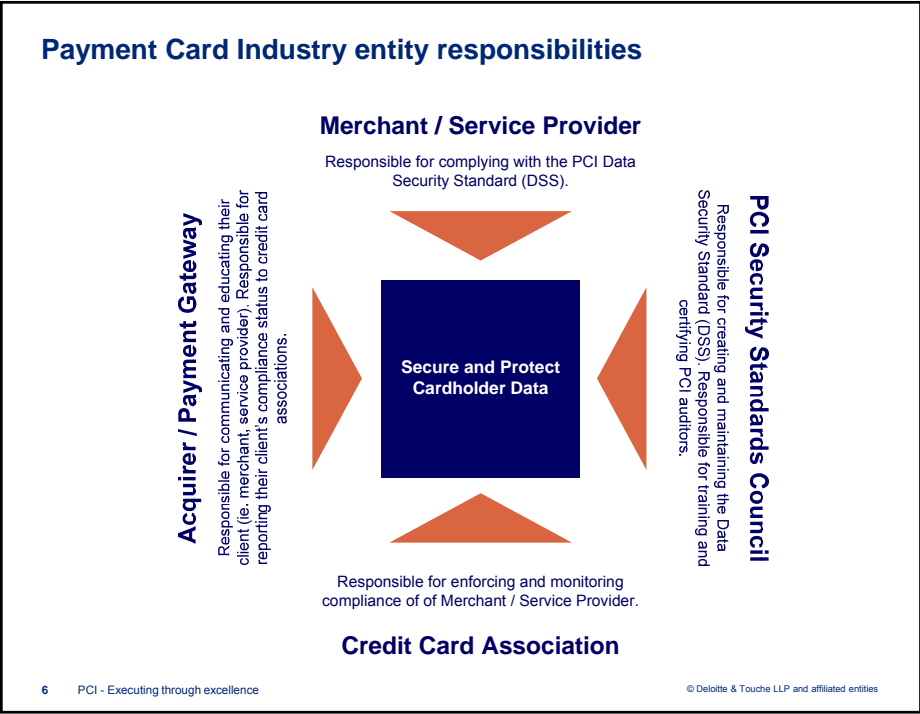 Payment Card Industry entity responsibilities
Merchant / Service Provider
Responsible for complying with the PCI Data
Security Standard (DSS).
Acquirer / Payment Gateway
Responsible for communicating and educating their
client (ie. merchant, service provider). Responsible for
reporting their client's compliance status to credit card
associations.
Secure and Protect
Cardholder Data
PCI Security Standards Council
Responsible for creating and maintaining the Data
Security Standard (DSS). Responsible for training and
certifying PCI auditors.
Responsible for enforcing and monitoring
compliance of of Merchant / Service Provider.
Credit Card Association
6 PCI - Executing through excellence
© Deloitte & Touche LLP and affiliated entities